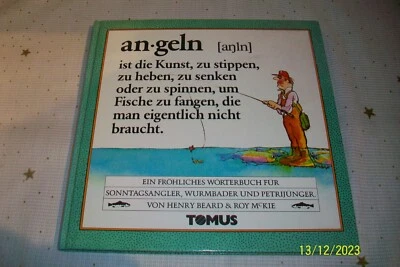 an·geln [aŋln]
ist die Kunst, zu stippen,
zu heben, zu senken
oder zu spinnen, um
Fische zu fangen, die
man eigentlich nicht
braucht.
EIN FRÖHLICHES WÖRTERBUCH FÜR
SONNTAGSANGLER, WURMBADER UND PETRIJÜNGER.
VON HENRY BEARD & ROY McKIE
TOMUS
13/12/2023